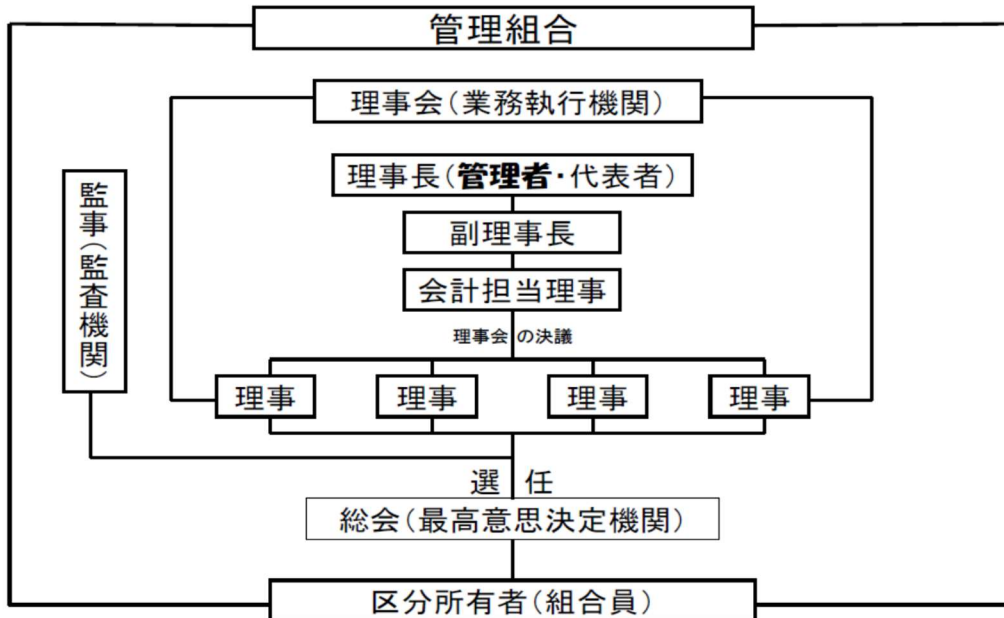 管理組合
理事会（業務執行機関）
理事長（管理者・代表者）
副理事長
会計担当理事
監事（監査機関）
理事会の決議
理事
理事
理事
理事
選任
総会（最高意思決定機関）
区分所有者（組合員）